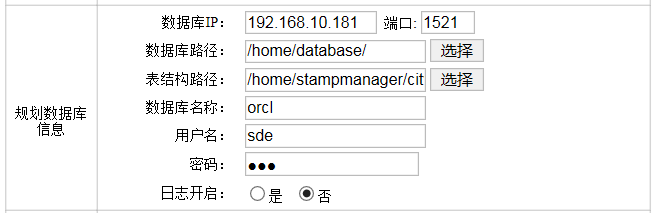 数据库IP： 192.168.10.181 端口: 1521
数据库路径： /home/database/ 选择
表结构路径： /home/stampmanager/cit 选择
规划数据库
信息
数据库名称： orcl
用户名： sde
密码： ●●●
日志开启： 是 否